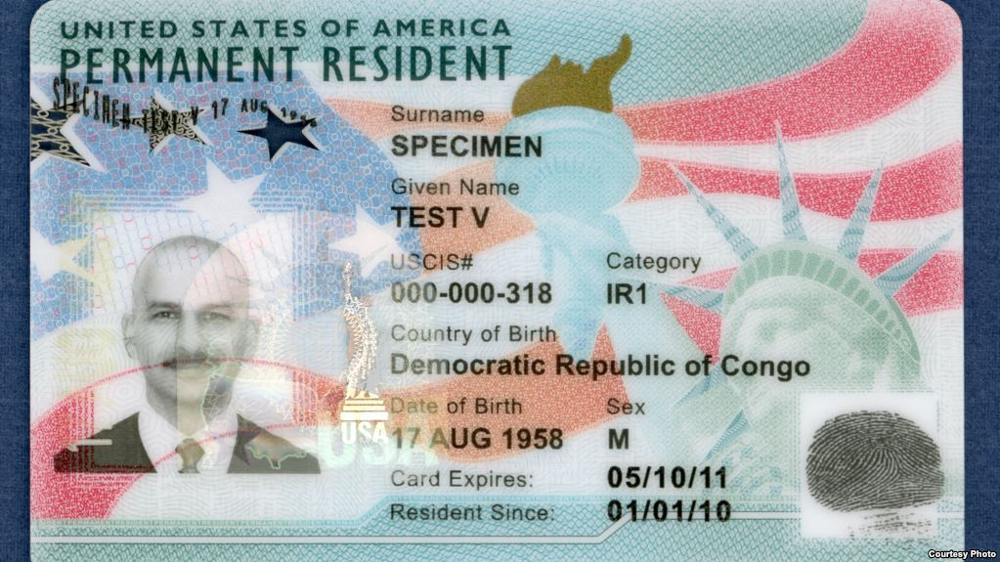 UNITED STATES OF AMERICA
PERMANENT RESIDENT
SPECIMEN TEST V 17 AUG
Surname
SPECIMEN
Given Name
TEST V
USCIS# Category
000-000-318 IR1
Country of Birth
Democratic Republic of Congo
Date of Birth Sex
17 AUG 1958 M
USA
USA
Card Expires: 05/10/11
Resident Since: 01/01/10
Courtesy Photo